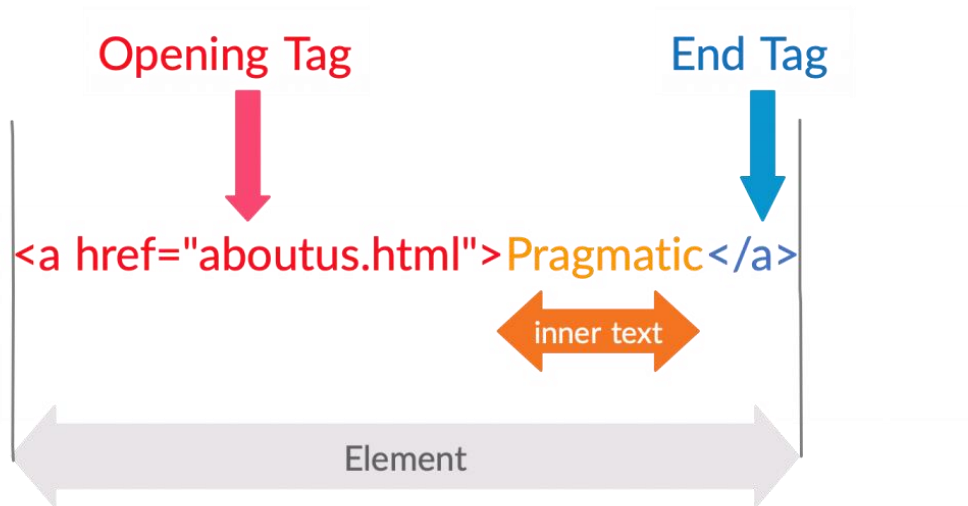 Opening Tag End Tag
<a href="aboutus.html">Pragmatic</a>
inner text
Element